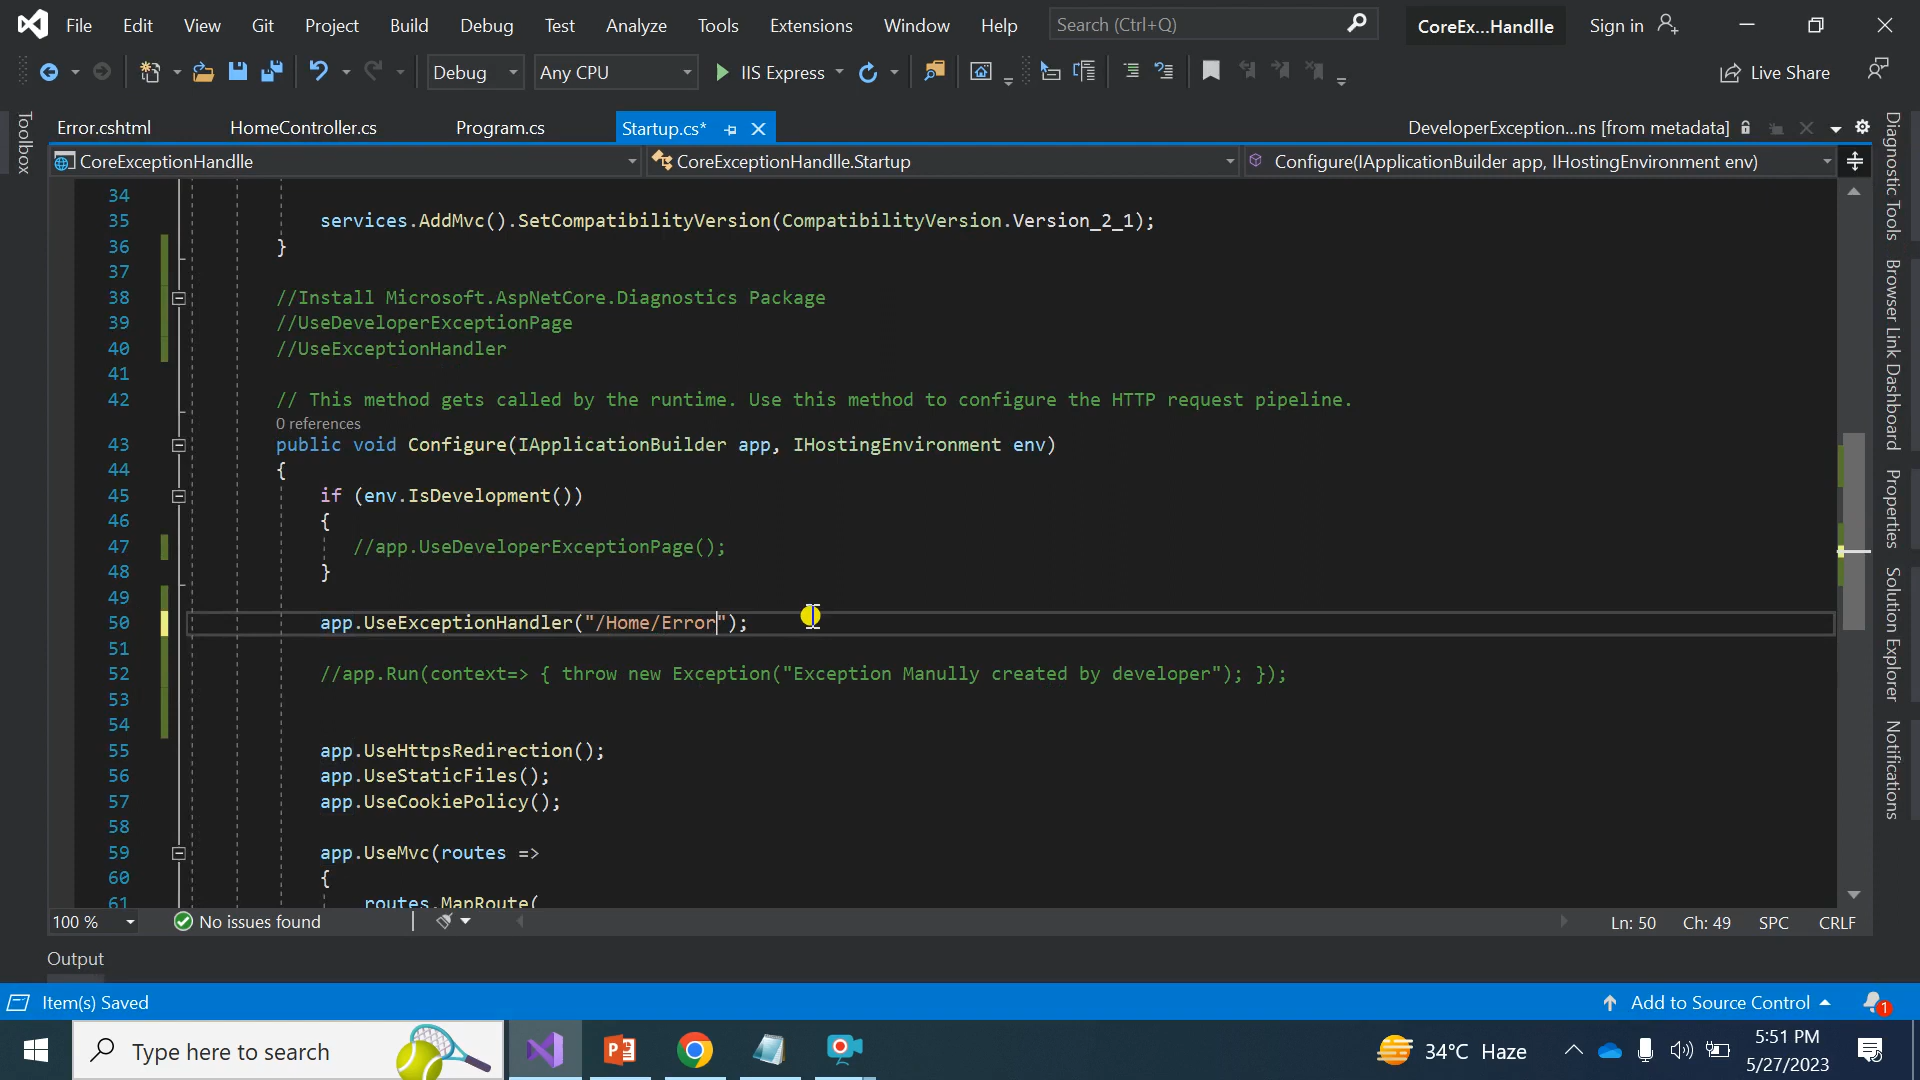 File Edit View Git Project Build Debug Test Analyze Tools Extensions Window Help Search (Ctrl+Q) CoreEx...Handlle Sign in
Debug Any CPU IIS Express Live Share
Toolbox
Error.cshtml HomeController.cs Program.cs Startup.cs* DeveloperException...ns [from metadata]
CoreExceptionHandlle CoreExceptionHandlle.Startup Configure(IApplicationBuilder app, IHostingEnvironment env)
34
35 services.AddMvc().SetCompatibilityVersion(CompatibilityVersion.Version_2_1);
36 }
37
38 //Install Microsoft.AspNetCore.Diagnostics Package
39 //UseDeveloperExceptionPage
40 //UseExceptionHandler
41
42 // This method gets called by the runtime. Use this method to configure the HTTP request pipeline.
0 references
43 public void Configure(IApplicationBuilder app, IHostingEnvironment env)
44 {
45 if (env.IsDevelopment())
46 {
47 //app.UseDeveloperExceptionPage();
48 }
49
50 app.UseExceptionHandler("/Home/Error");
51
52 //app.Run(context=> { throw new Exception("Exception Manully created by developer"); });
53
54
55 app.UseHttpsRedirection();
56 app.UseStaticFiles();
57 app.UseCookiePolicy();
58
59 app.UseMvc(routes =>
60 {
61 routes.MapRoute(
Diagnostic Tools
Browser Link Dashboard
Properties
Solution Explorer
Notifications
100 % No issues found Ln: 50 Ch: 49 SPC CRLF
Output
Item(s) Saved Add to Source Control 1
Type here to search 34°C Haze 5:51 PM
5/27/2023